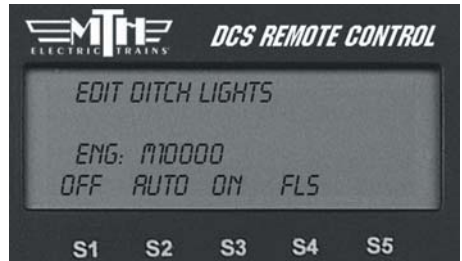 MTH ELECTRIC TRAINS DCS REMOTE CONTROL
EDIT DITCH LIGHTS
ENG: M10000
OFF AUTO ON FLS
S1 S2 S3 S4 S5